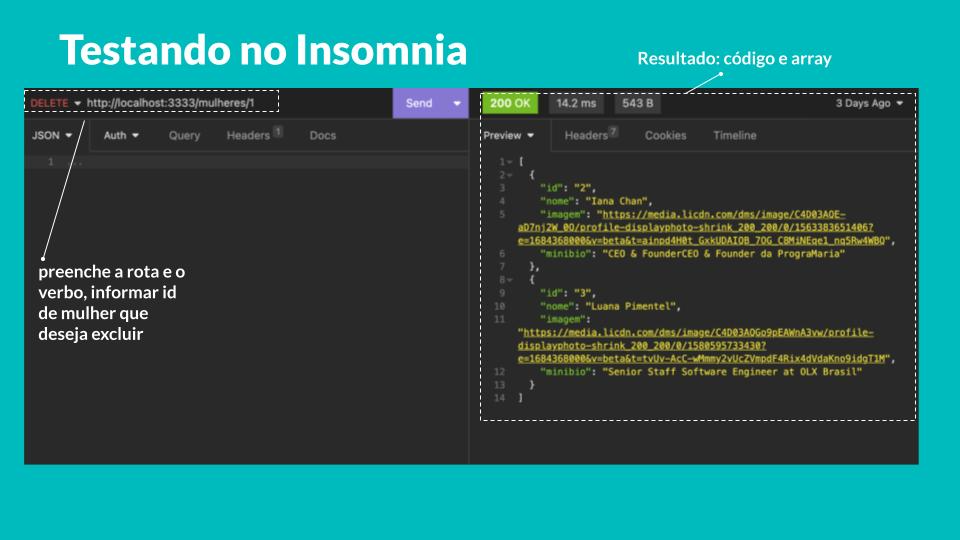 Testando no Insomnia
Resultado: código e array
DELETE http://localhost:3333/mulheres/1
Send
200 OK 14.2 ms 543 B 3 Days Ago
JSON Auth Query Headers 1 Docs
Preview Headers 7 Cookies Timeline
1 ...
preenche a rota e o
verbo, informar id
de mulher que
deseja excluir
1 [
2 {
3 "id": "2",
4 "nome": "Iana Chan",
5 "imagem": "https://media.licdn.com/dms/image/C4D03AQE-
aD7nj2W_0Q/profile-displayphoto-shrink_200_200/0/1563383651406?
e=1684368000&v=beta&t=ainpd4H0t_GxkUDAIOB_7OG_C8MiNEqe1_nq5Rw4WBQ",
6 "minibio": "CEO & FounderCEO & Founder da PrograMaria"
7 },
8 {
9 "id": "3",
10 "nome": "Luana Pimentel",
11 "imagem":
"https://media.licdn.com/dms/image/C4D03AQGo9pEAWnA3vw/profile-
displayphoto-shrink_200_200/0/1580595733430?
e=1684368000&v=beta&t=tvUv-AcC-wMmmy2vUcZVmpdF4Rix4dVdaKno9idgT1M",
12 "minibio": "Senior Staff Software Engineer at OLX Brasil"
13 }
14 ]